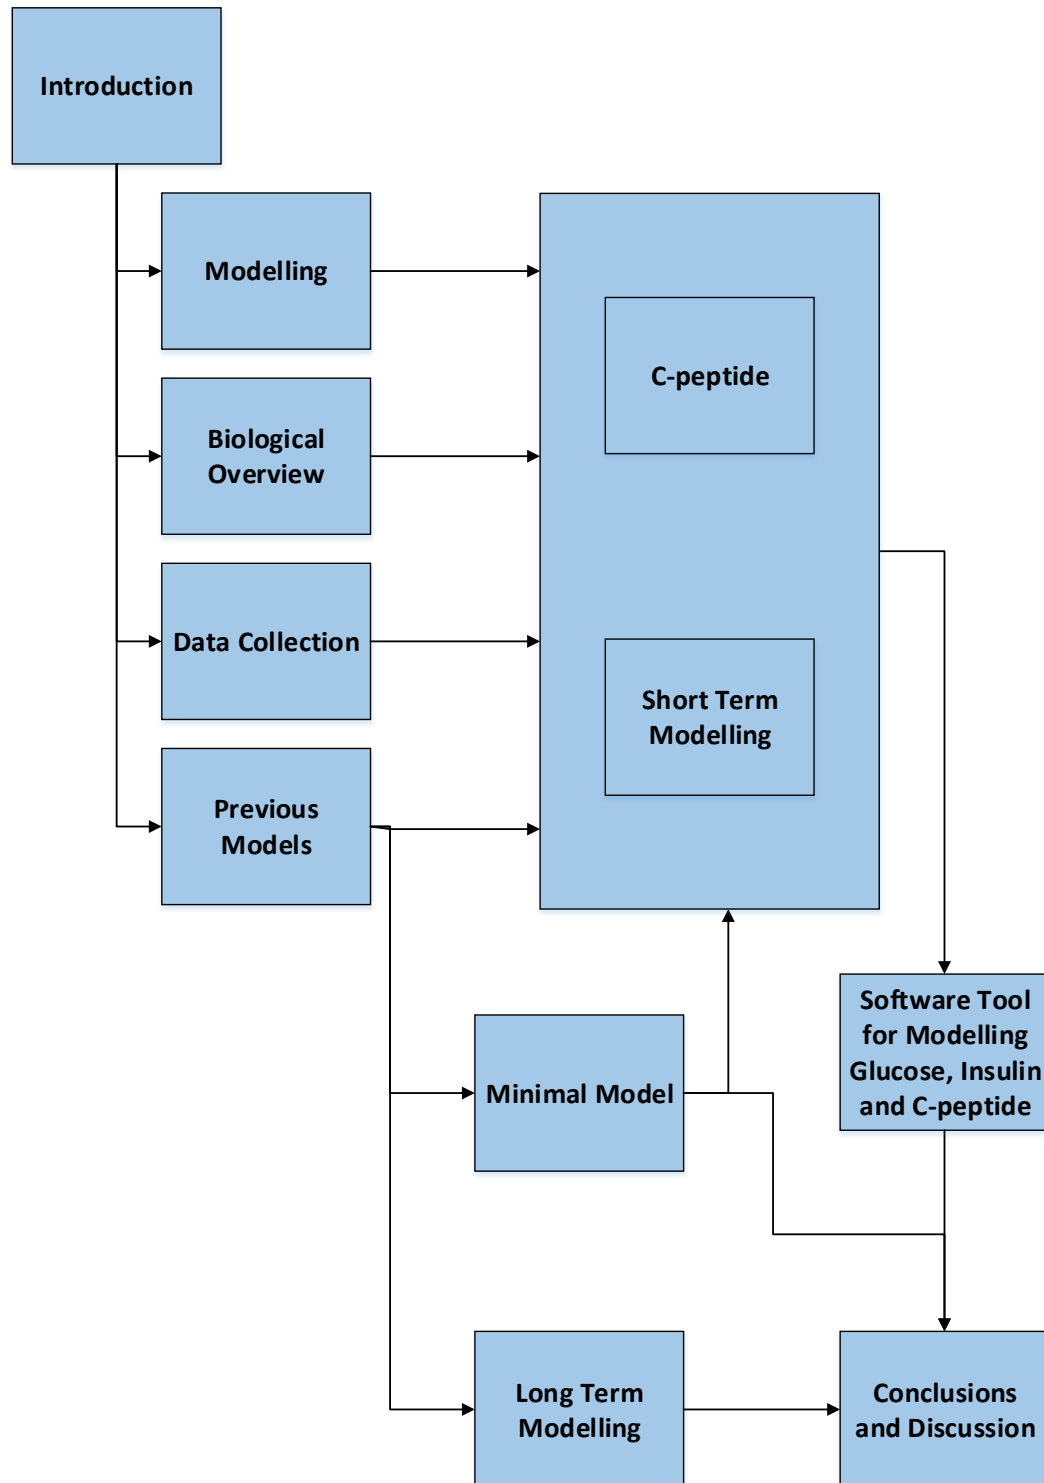 Introduction
Modelling
Biological
Overview
Data Collection
Previous
Models
C-peptide
Short Term
Modelling
Minimal Model
Software Tool
for Modelling
Glucose, Insulin
and C-peptide
Long Term
Modelling
Conclusions
and Discussion